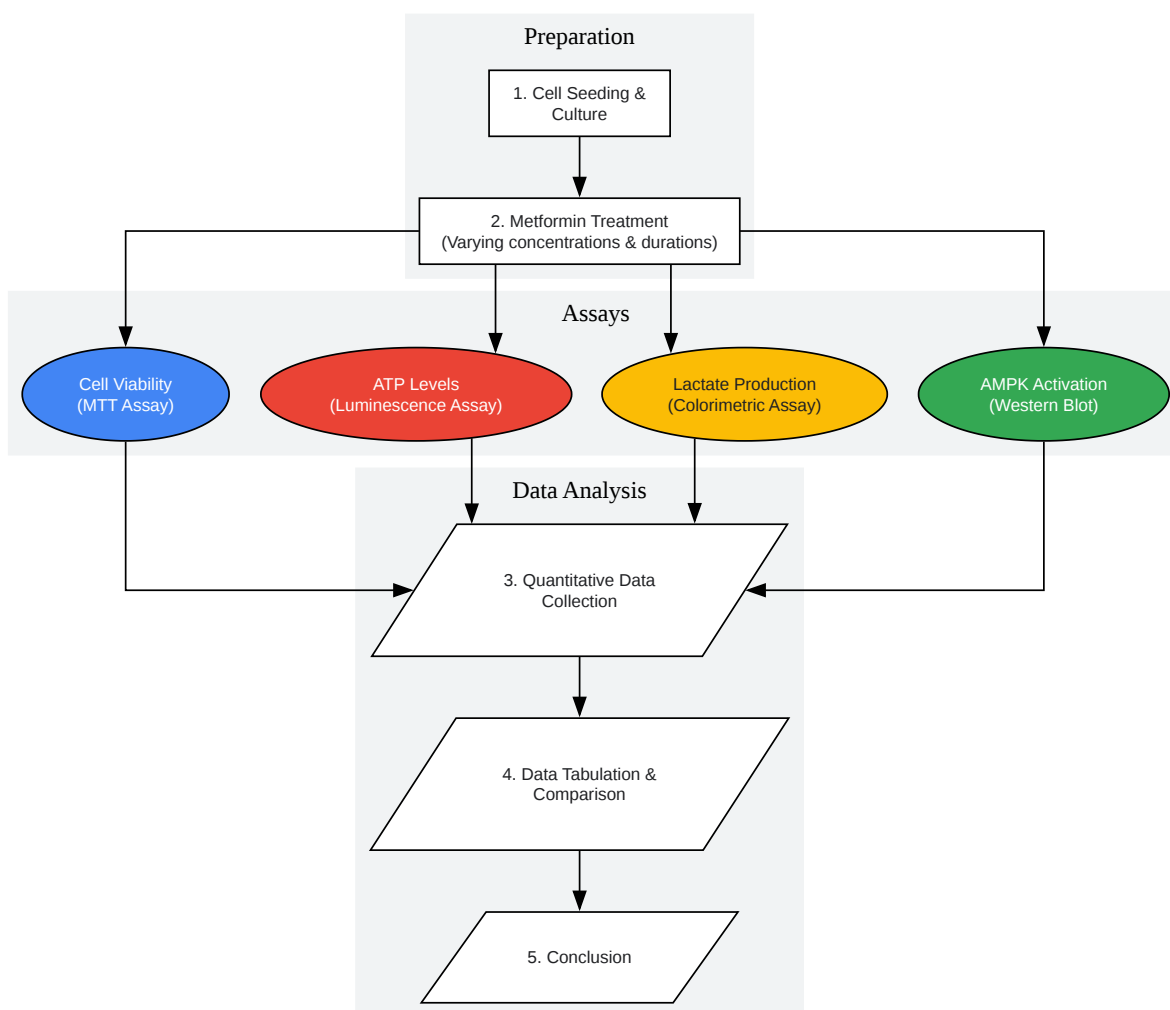 Preparation
1. Cell Seeding &
Culture
2. Metformin Treatment
(Varying concentrations & durations)
Assays
Cell Viability
(MTT Assay)
ATP Levels
(Luminescence Assay)
Lactate Production
(Colorimetric Assay)
AMPK Activation
(Western Blot)
Data Analysis
3. Quantitative Data
Collection
4. Data Tabulation &
Comparison
5. Conclusion